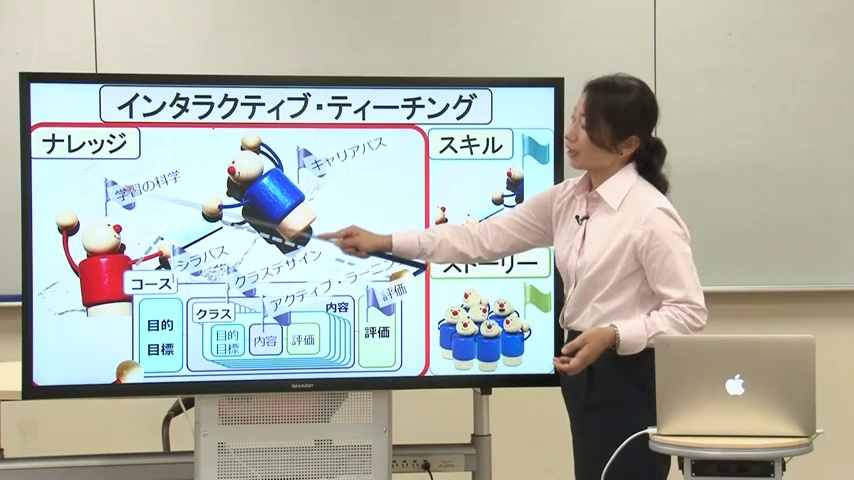 インタラクティブ・ティーチング
ナレッジ
スキル
キャリアパス
学習の科学
シラバス
クラスデザイン
アクティブ・ラーニン
評価
ストーリー
コース
クラス
内容
目的
目標
目的
目標
内容
評価
評価
SHARP